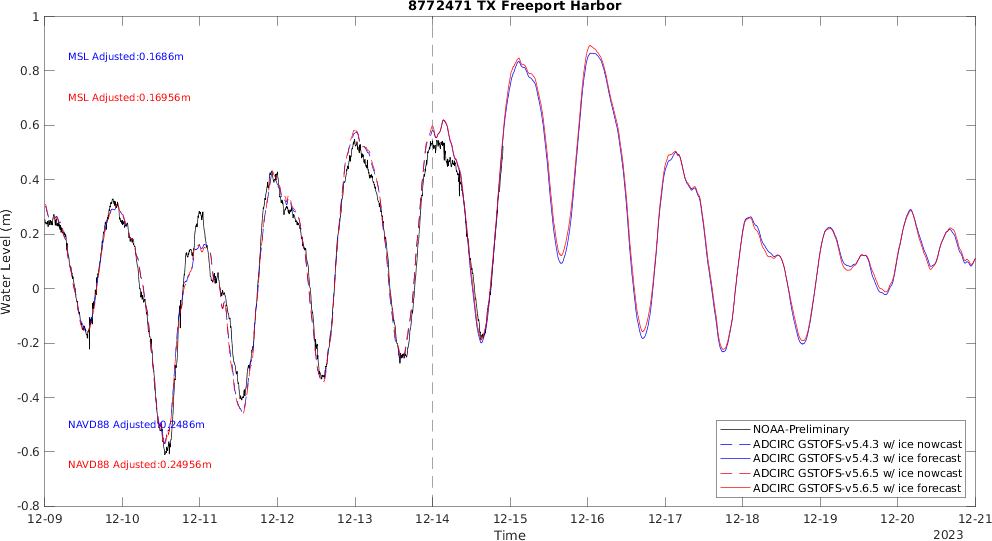 8772471 TX Freeport Harbor
1
0.8
0.6
0.4
0.2
0
-0.2
-0.4
-0.6
-0.8
Water Level (m)
MSL Adjusted:0.1686m
MSL Adjusted:0.16956m
NAVD88 Adjusted:0.2486m
NAVD88 Adjusted:0.24956m
NOAA-Preliminary
ADCIRC GSTOFS-v5.4.3 w/ ice nowcast
ADCIRC GSTOFS-v5.4.3 w/ ice forecast
ADCIRC GSTOFS-v5.6.5 w/ ice nowcast
ADCIRC GSTOFS-v5.6.5 w/ ice forecast
12-09 12-10 12-11 12-12 12-13 12-14 12-15 12-16 12-17 12-18 12-19 12-20 12-21
Time
2023